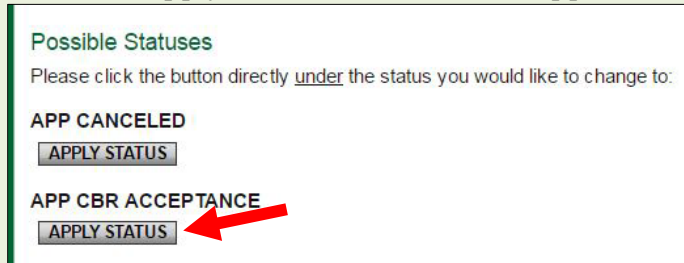 Possible Statuses
Please click the button directly under the status you would like to change to:
APP CANCELED
APPLY STATUS
APP CBR ACCEPTANCE
APPLY STATUS